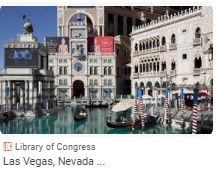 Library of Congress
Las Vegas, Nevada ...